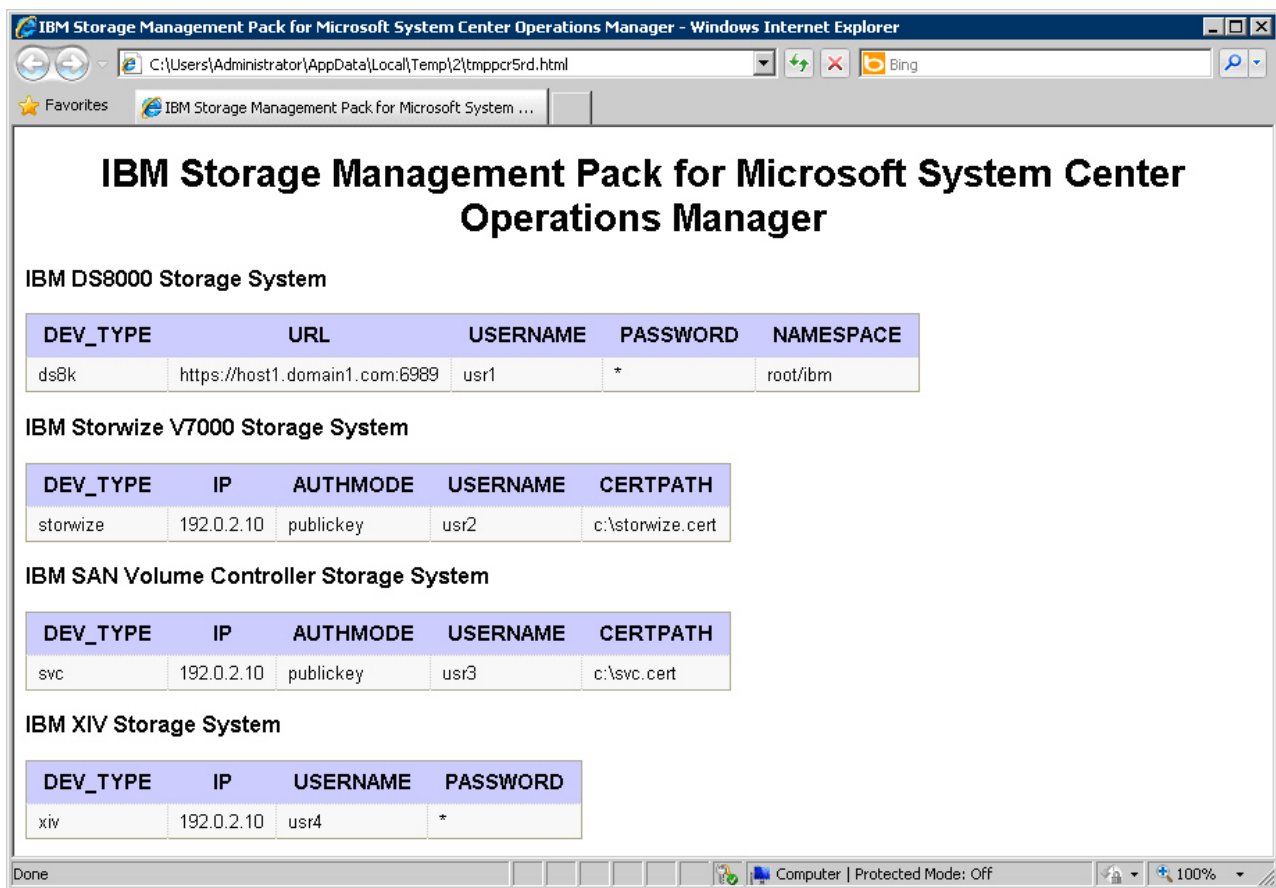 IBM Storage Management Pack for Microsoft System Center Operations Manager - Windows Internet Explorer
C:\Users\Administrator\AppData\Local\Temp\2\tmppcr5rd.html
Bing
Favorites
IBM Storage Management Pack for Microsoft System ...
IBM Storage Management Pack for Microsoft System Center
Operations Manager
IBM DS8000 Storage System
DEV_TYPE URL USERNAME PASSWORD NAMESPACE
ds8k https://host1.domain1.com:6989 usr1 * root/ibm
IBM Storwize V7000 Storage System
DEV_TYPE IP AUTHMODE USERNAME CERTPATH
storwize 192.0.2.10 publickey usr2 c:\storwize.cert
IBM SAN Volume Controller Storage System
DEV_TYPE IP AUTHMODE USERNAME CERTPATH
svc 192.0.2.10 publickey usr3 c:\svc.cert
IBM XIV Storage System
DEV_TYPE IP USERNAME PASSWORD
xiv 192.0.2.10 usr4 *
Done
Computer | Protected Mode: Off
100%